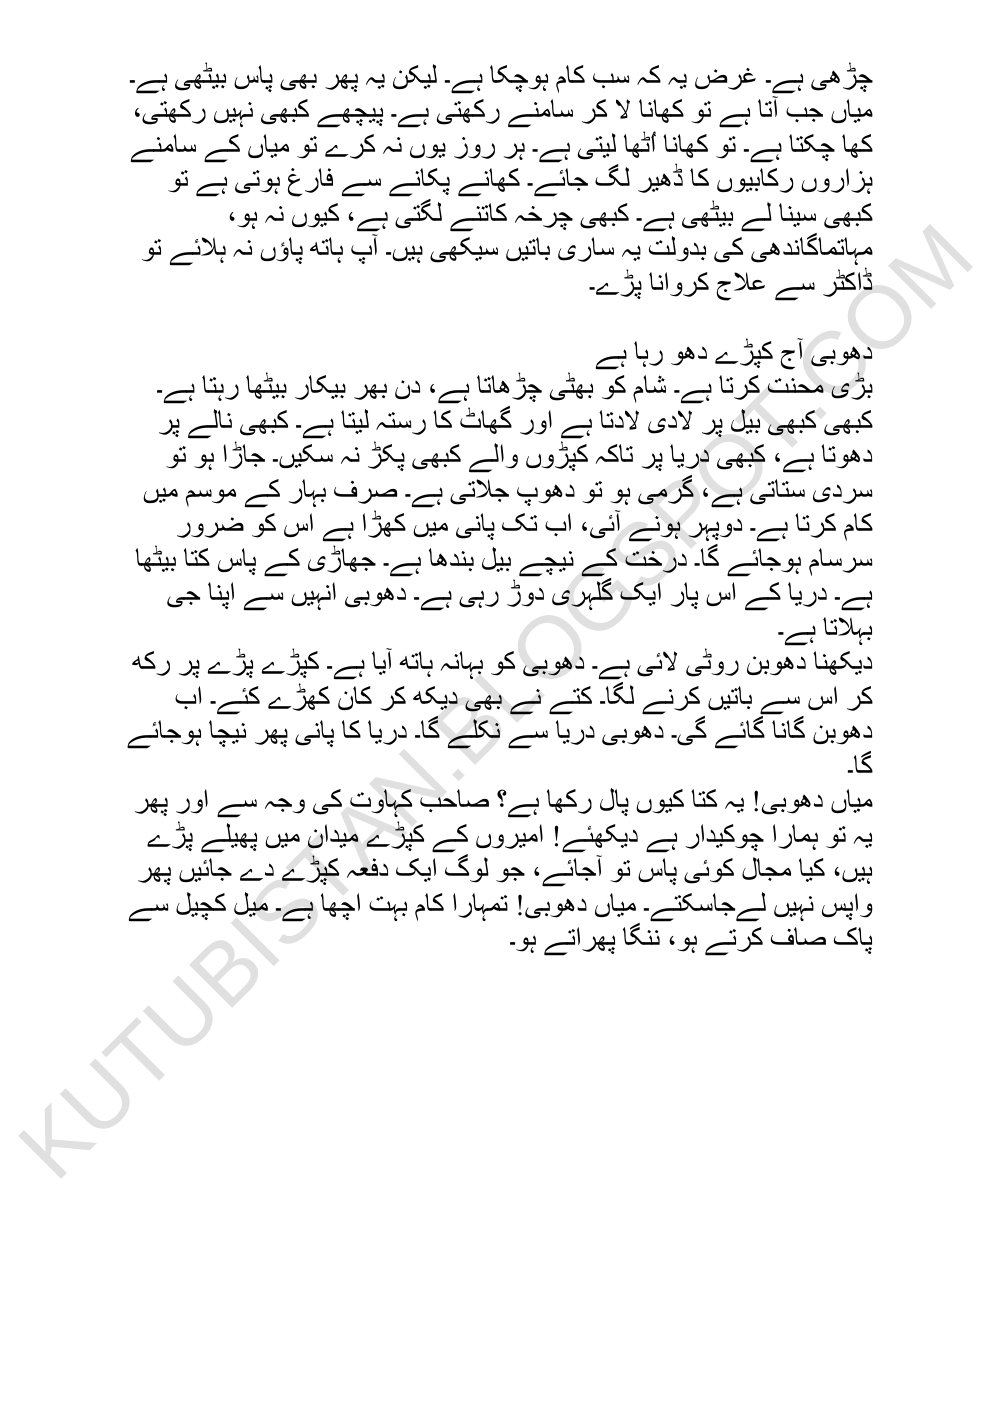 چڑھی ہے۔ غرض یہ کہ سب کام ہوچکا ہے۔ لیکن یہ پھر بھی پاس بیٹھی ہے۔
میاں جب آتا ہے تو کھانا لا کر سامنے رکھتی ہے۔ پیچھے کبھی نہیں رکھتی،
کھا چکتا ہے۔ تو کھانا اُٹھا لیتی ہے۔ ہر روز یوں نہ کرے تو میاں کے سامنے
ہزاروں رکابیوں کا ڈھیر لگ جائے۔ کھانے پکانے سے فارغ ہوتی ہے تو
کبھی سینا لے بیٹھی ہے۔ کبھی چرخہ کاتنے لگتی ہے، کیوں نہ ہو،
مہاتماگاندھی کی بدولت یہ ساری باتیں سیکھی ہیں۔ آپ ہاتھ پاؤں نہ ہلائے تو
ڈاکٹر سے علاج کروانا پڑے۔
دھوبی آج کپڑے دھو رہا ہے
بڑی محنت کرتا ہے۔ شام کو بھٹی چڑھاتا ہے، دن بھر بیکار بیٹھا رہتا ہے۔
کبھی کبھی بیل پر لادی لادتا ہے اور گھاٹ کا رستہ لیتا ہے۔ کبھی نالے پر
دھوتا ہے، کبھی دریا پر تاکہ کپڑوں والے کبھی پکڑ نہ سکیں۔ جاڑا ہو تو
سردی ستاتی ہے، گرمی ہو تو دھوپ جلاتی ہے۔ صرف بہار کے موسم میں
کام کرتا ہے۔ دوپہر ہونے آئی، اب تک پانی میں کھڑا ہے اس کو ضرور
سرسام ہوجائے گا۔ درخت کے نیچے بیل بندھا ہے۔ جھاڑی کے پاس کتا بیٹھا
ہے۔ دریا کے اس پار ایک گلہری دوڑ رہی ہے۔ دھوبی انہیں سے اپنا جی
بہلاتا ہے۔
دیکھنا دھوبن روٹی لائی ہے۔ دھوبی کو بہانہ ہاتھ آیا ہے۔ کپڑے پڑے پر رکھ
کر اس سے باتیں کرنے لگا۔ کتے نے بھی دیکھ کر کان کھڑے کئے۔ اب
دھوبن گانا گائے گی۔ دھوبی دریا سے نکلے گا۔ دریا کا پانی پھر نیچا ہوجائے
گا۔
میاں دھوبی! یہ کتا کیوں پال رکھا ہے؟ صاحب کہاوت کی وجہ سے اور پھر
یہ تو ہمارا چوکیدار ہے دیکھئے! امیروں کے کپڑے میدان میں پھیلے پڑے
ہیں، کیا مجال کوئی پاس تو آجائے، جو لوگ ایک دفعہ کپڑے دے جائیں پھر
واپس نہیں لےجاسکتے۔ میاں دھوبی! تمہارا کام بہت اچھا ہے۔ میل کچیل سے
پاک صاف کرتے ہو، ننگا پھراتے ہو۔
KUTUBISTAN.BLOGSPOT.COM